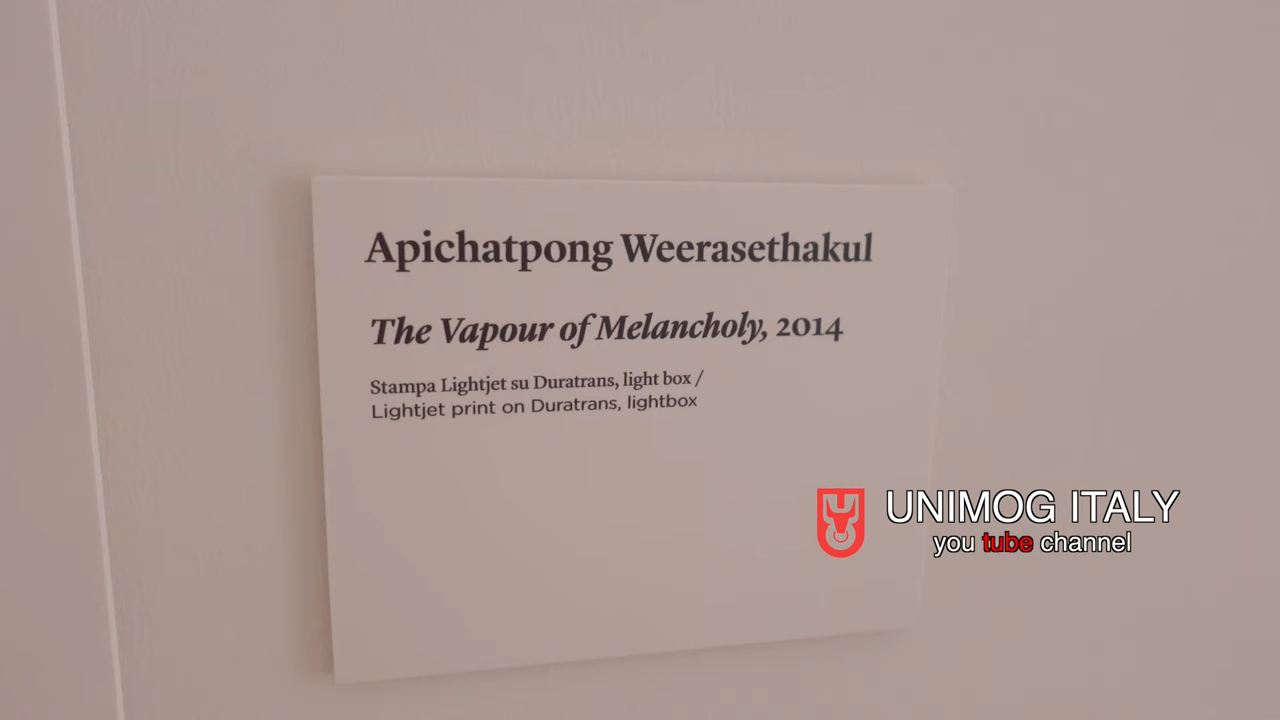 Apichatpong Weerasethakul
The Vapour of Melancholy, 2014
Stampa Lightjet su Duratrans, light box /
Lightjet print on Duratrans, lightbox
UNIMOG ITALY
you tube channel